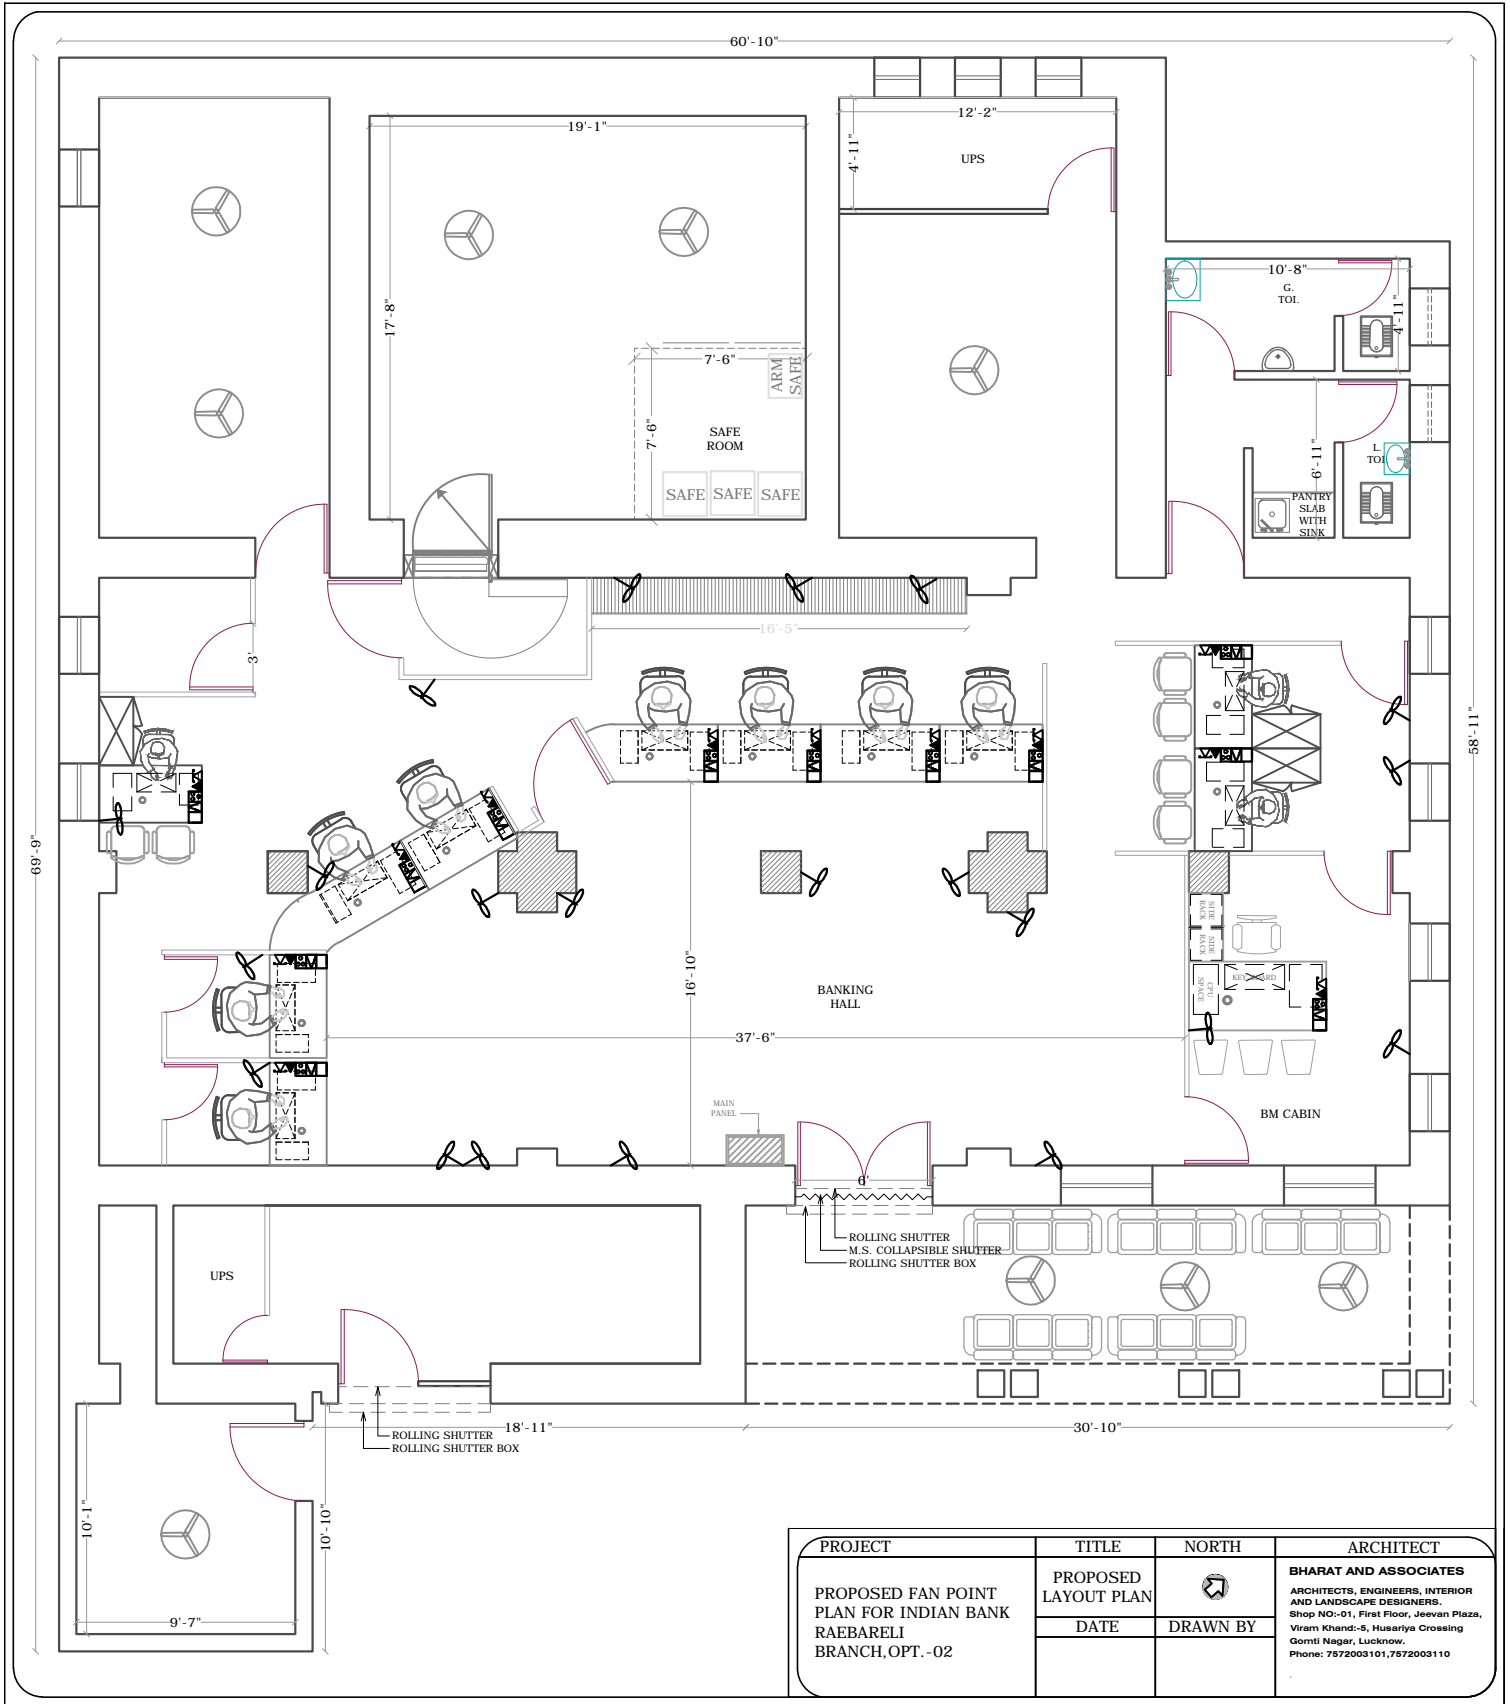 60'-10"
19'-1"
12'-2"
4'-11"
UPS
17'-8"
10'-8"
G.
TOI.
4'-11"
7'-6"
ARM
SAFE
7'-6"
SAFE
ROOM
SAFE
SAFE
SAFE
6'-11"
L.
TOI.
PANTRY
SLAB
WITH
SINK
16'-5"
3'
58'-11"
69'-9"
SIDE
RACK
SIDE
RACK
16'-10"
BANKING
HALL
KEY BOARD
CPU
SPACE
37'-6"
MAIN
PANEL
BM CABIN
6'
ROLLING SHUTTER
M.S. COLLAPSIBLE SHUTTER
ROLLING SHUTTER BOX
UPS
18'-11"
30'-10"
ROLLING SHUTTER
ROLLING SHUTTER BOX
10'-1"
10'-10"
9'-7"
PROJECT
PROPOSED FAN POINT
PLAN FOR INDIAN BANK
RAEBARELI
BRANCH,OPT.-02
TITLE
PROPOSED
LAYOUT PLAN
DATE
NORTH
DRAWN BY
ARCHITECT
BHARAT AND ASSOCIATES
ARCHITECTS, ENGINEERS, INTERIOR
AND LANDSCAPE DESIGNERS.
Shop NO:-01, First Floor, Jeevan Plaza,
Viram Khand:-5, Husariya Crossing
Gomti Nagar, Lucknow.
Phone: 7572003101,7572003110